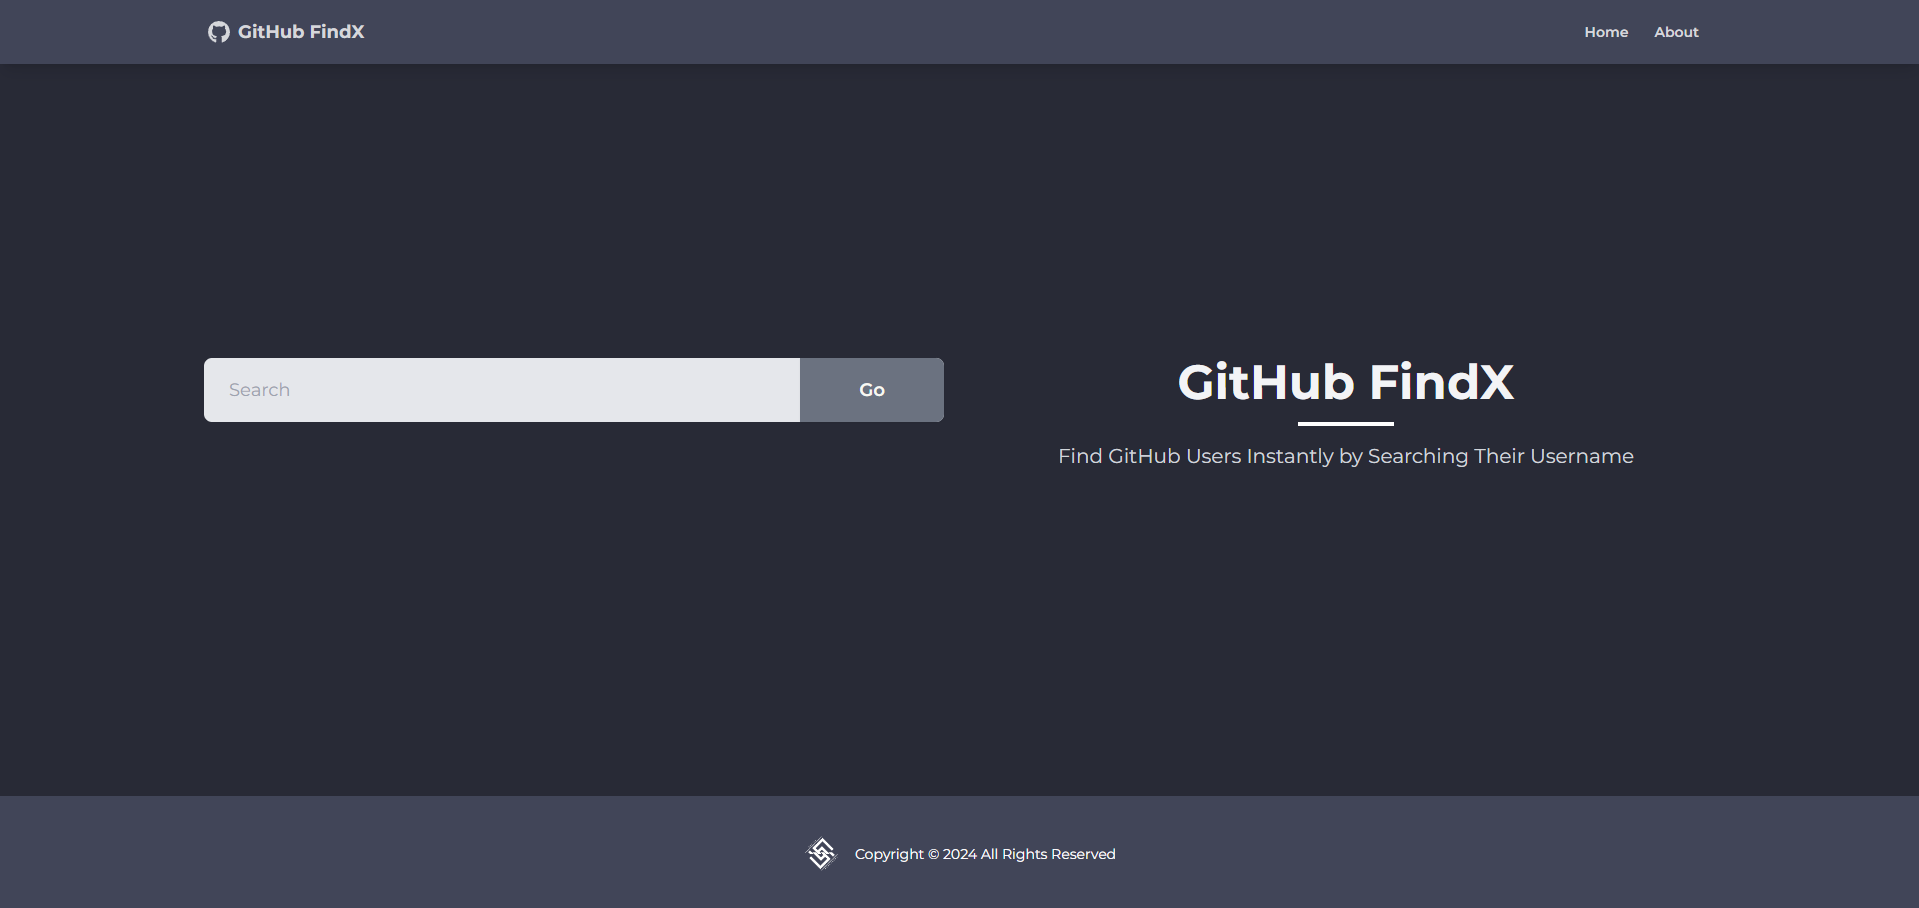 GitHub FindX
Home About
Search
Go
GitHub FindX
Find GitHub Users Instantly by Searching Their Username
Copyright © 2024 All Rights Reserved